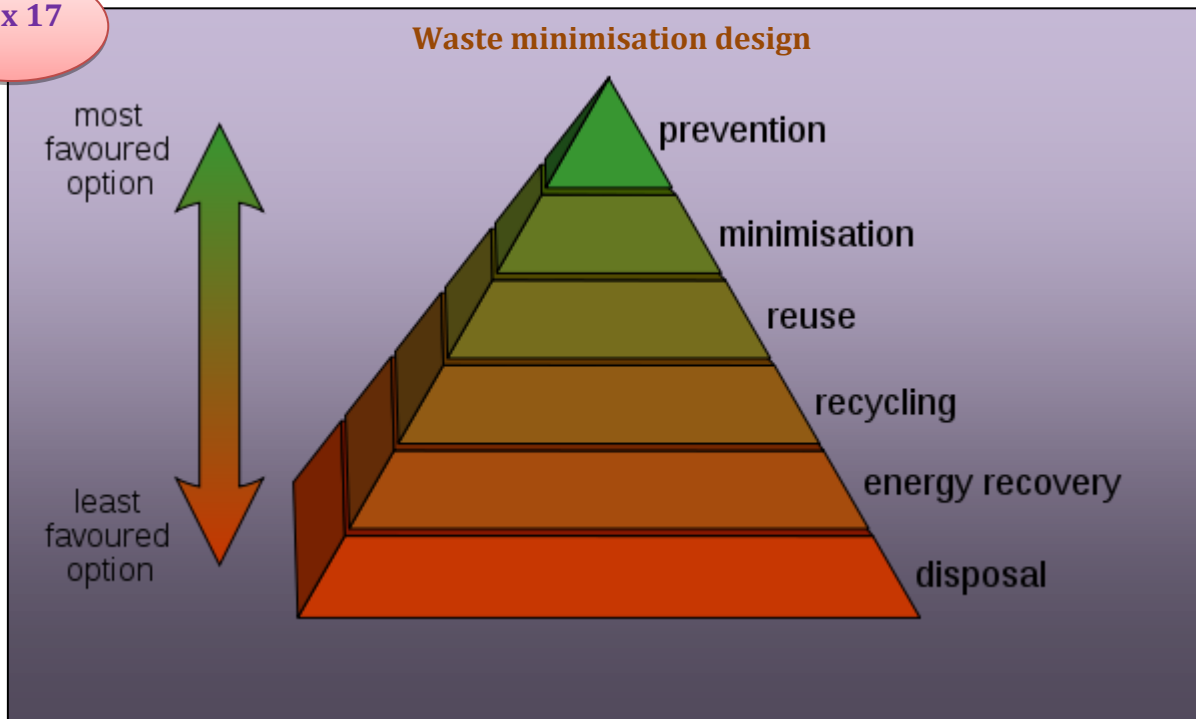 x 17
Waste minimisation design
most
favoured
option
prevention
minimisation
reuse
recycling
energy recovery
disposal
least
favoured
option